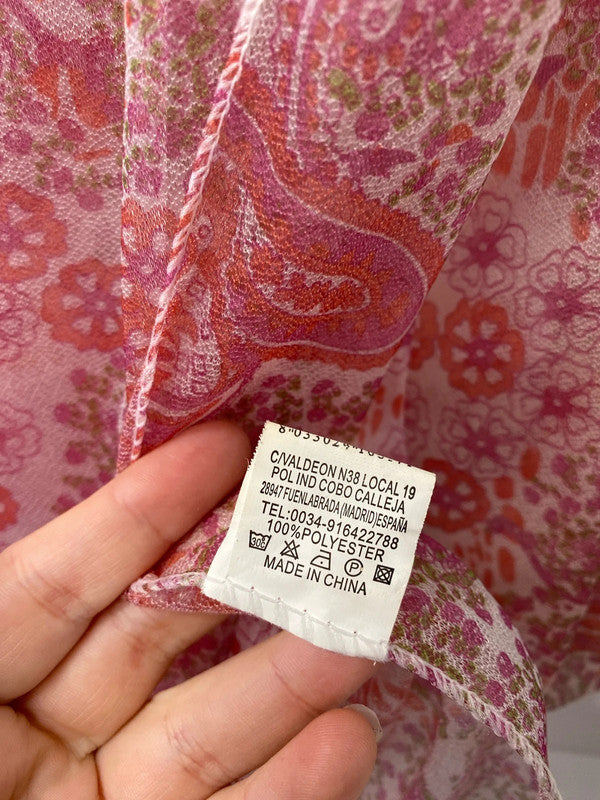 C/VALDEON N38 LOCAL 19
POL IND COBO CALLEJA
28947 FUENLABRADA (MADRID) ESPAÑA
TEL:0034-916422788
100%POLYESTER
30° P
MADE IN CHINA